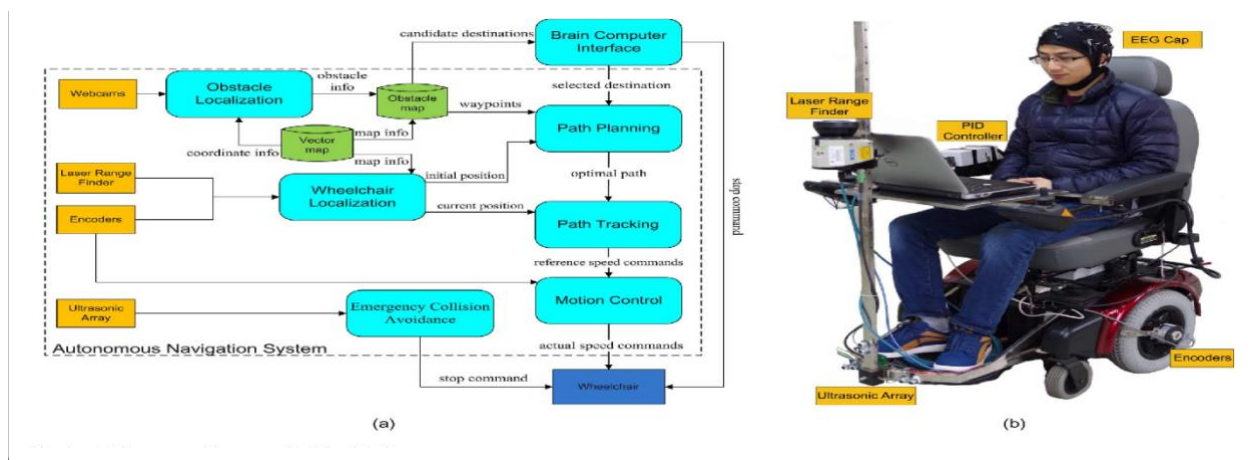 candidate destinations
Brain Computer
Interface
Webcams
Obstacle
Localization
obstacle
info
Obstacle
map
waypoints
selected destination
Path Planning
Vector
map
map info
coordinate info
map
info
Laser Range
Finder
Encoders
Wheelchair
Localization
initial position
current position
optimal path
Path Tracking
stop command
reference speed commands
Motion Control
Ultrasonic
Array
Emergency Collision
Avoidance
Autonomous Navigation System
actual speed commands
stop command
Wheelchair
(a)
EEG Cap
Laser Range
Finder
PID
Controller
Encoders
Ultrasonic Array
(b)